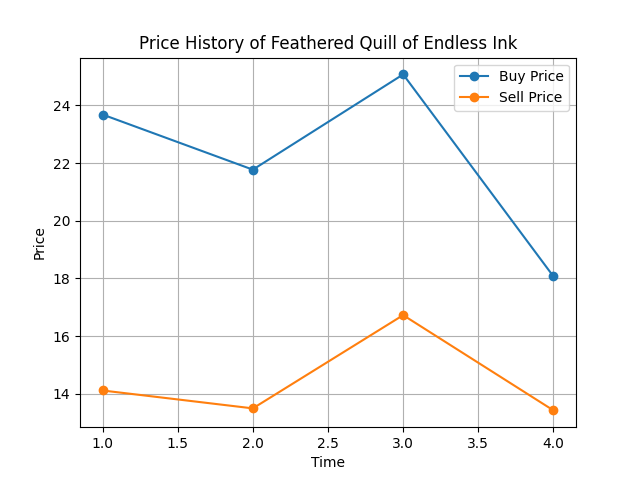 Price History of Feathered Quill of Endless Ink
Buy Price
Sell Price
Price
24
22
20
18
16
14
1.0 1.5 2.0 2.5 3.0 3.5 4.0
Time